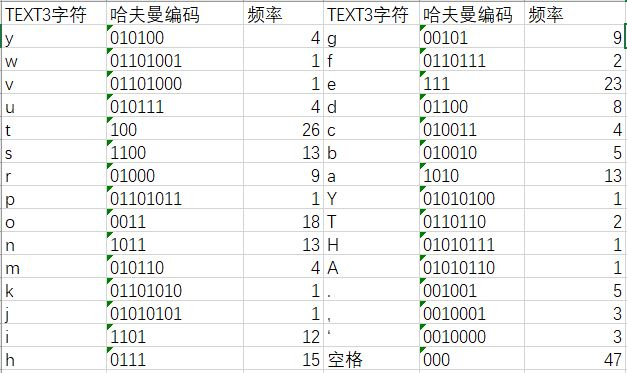 TEXT3字符 哈夫曼编码 频率 TEXT3字符 哈夫曼编码 频率
y 010100 4 g 00101 9
w 01101001 1 f 0110111 2
v 01101000 1 e 111 23
u 010111 4 d 01100 8
t 100 26 c 010011 4
s 1100 13 b 010010 5
r 01000 9 a 1010 13
p 01101011 1 Y 01010100 1
o 0011 18 T 0110110 2
n 1011 13 H 01010111 1
m 010110 4 A 01010110 1
k 01101010 1 . 001001 5
j 01010101 1 , 0010001 3
i 1101 12 ‘ 0010000 3
h 0111 15 空格 000 47